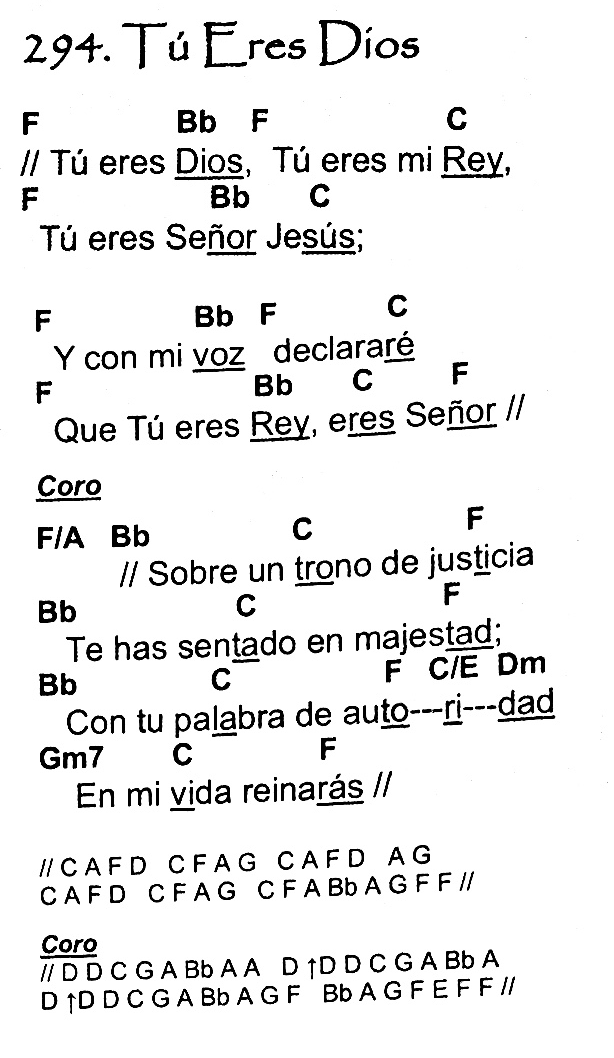 294. Tú Eres Dios
F Bb F C
// Tú eres Dios, Tú eres mi Rey,
F Bb C
Tú eres Señor Jesús;
F Bb F C
Y con mi voz declararé
F Bb C F
Que Tú eres Rey, eres Señor //
Coro
F/A Bb C F
// Sobre un trono de justicia
Bb C F
Te has sentado en majestad;
Bb C F C/E Dm
Con tu palabra de auto---ri---dad
Gm7 C F
En mi vida reinarás //
// C A F D C F A G C A F D A G
C A F D C F A G C F A Bb A G F F //
Coro
// D D C G A Bb A A D ↑D D C G A Bb A
D ↑D D C G A Bb A G F Bb A G F E F F //